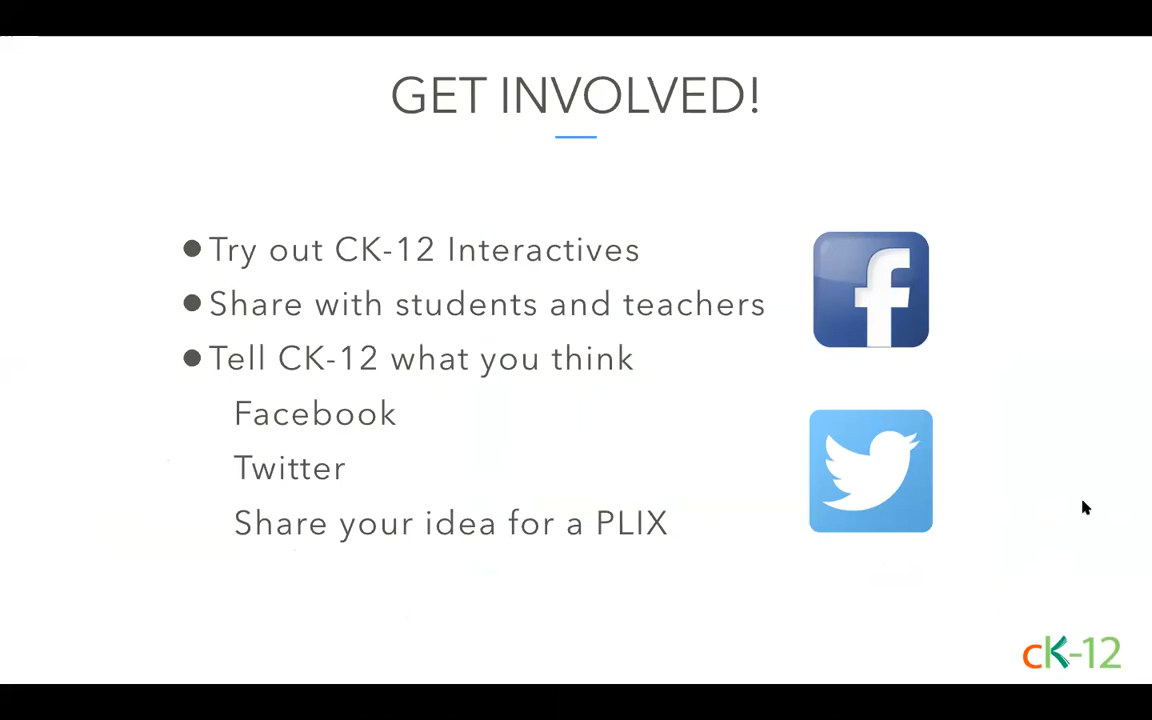 GET INVOLVED!
●Try out CK-12 Interactives
●Share with students and teachers
●Tell CK-12 what you think
Facebook
Twitter
Share your idea for a PLIX
f
cK-12